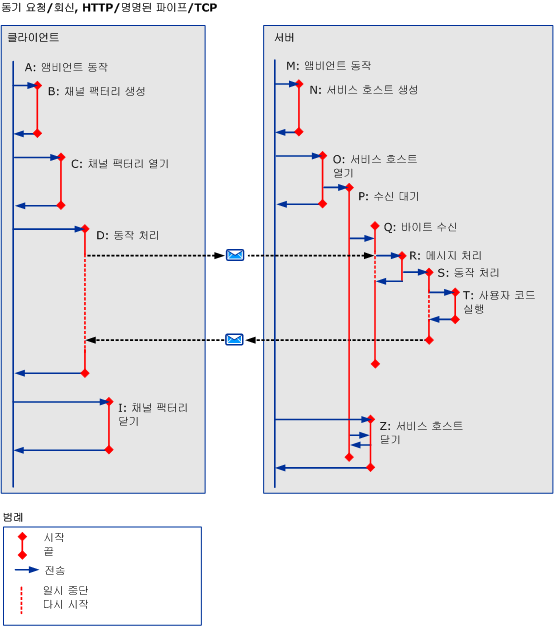 동기 요청/회신, HTTP/명명된 파이프/TCP
클라이언트
A: 앰비언트 동작
B: 채널 팩터리 생성
C: 채널 팩터리 열기
D: 동작 처리
I: 채널 팩터리
닫기
서버
M: 앰비언트 동작
N: 서비스 호스트 생성
O: 서비스 호스트
열기
P: 수신 대기
Q: 바이트 수신
R: 메시지 처리
S: 동작 처리
T: 사용자 코드
실행
Z: 서비스 호스트
닫기
범례
시작
끝
전송
일시 중단
다시 시작